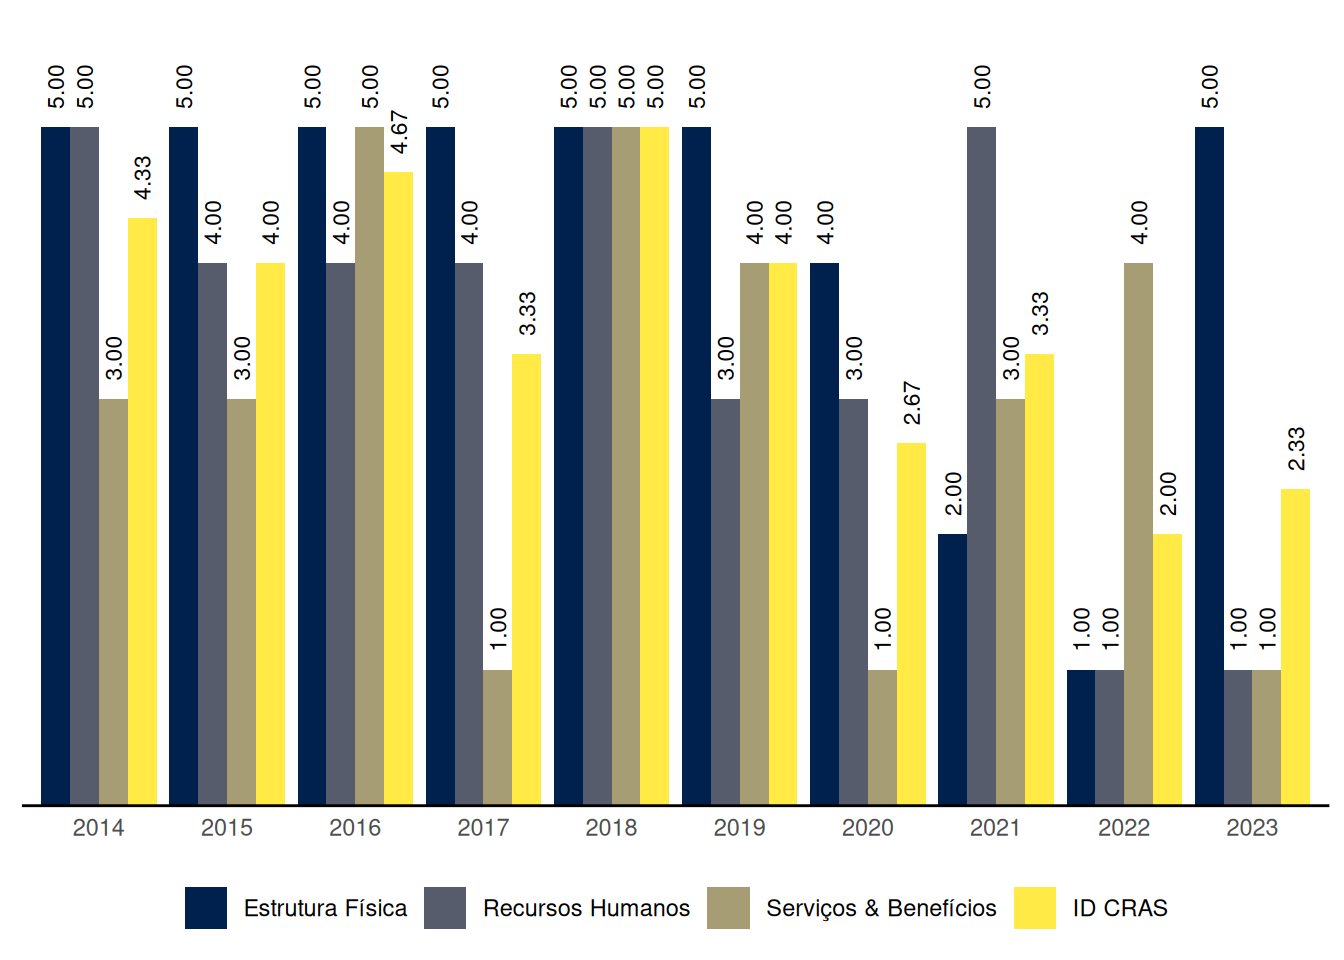 5.00 5.00 3.00 4.33 5.00 4.00 3.00 4.00 5.00 4.00 5.00 4.67 5.00 4.00 1.00 3.33 5.00 5.00 5.00 5.00 5.00 3.00 4.00 4.00 4.00 3.00 1.00 2.67 2.00 5.00 3.00 3.33 1.00 1.00 4.00 2.00 5.00 1.00 1.00 2.33
2014 2015 2016 2017 2018 2019 2020 2021 2022 2023
Estrutura Física Recursos Humanos Serviços & Benefícios ID CRAS